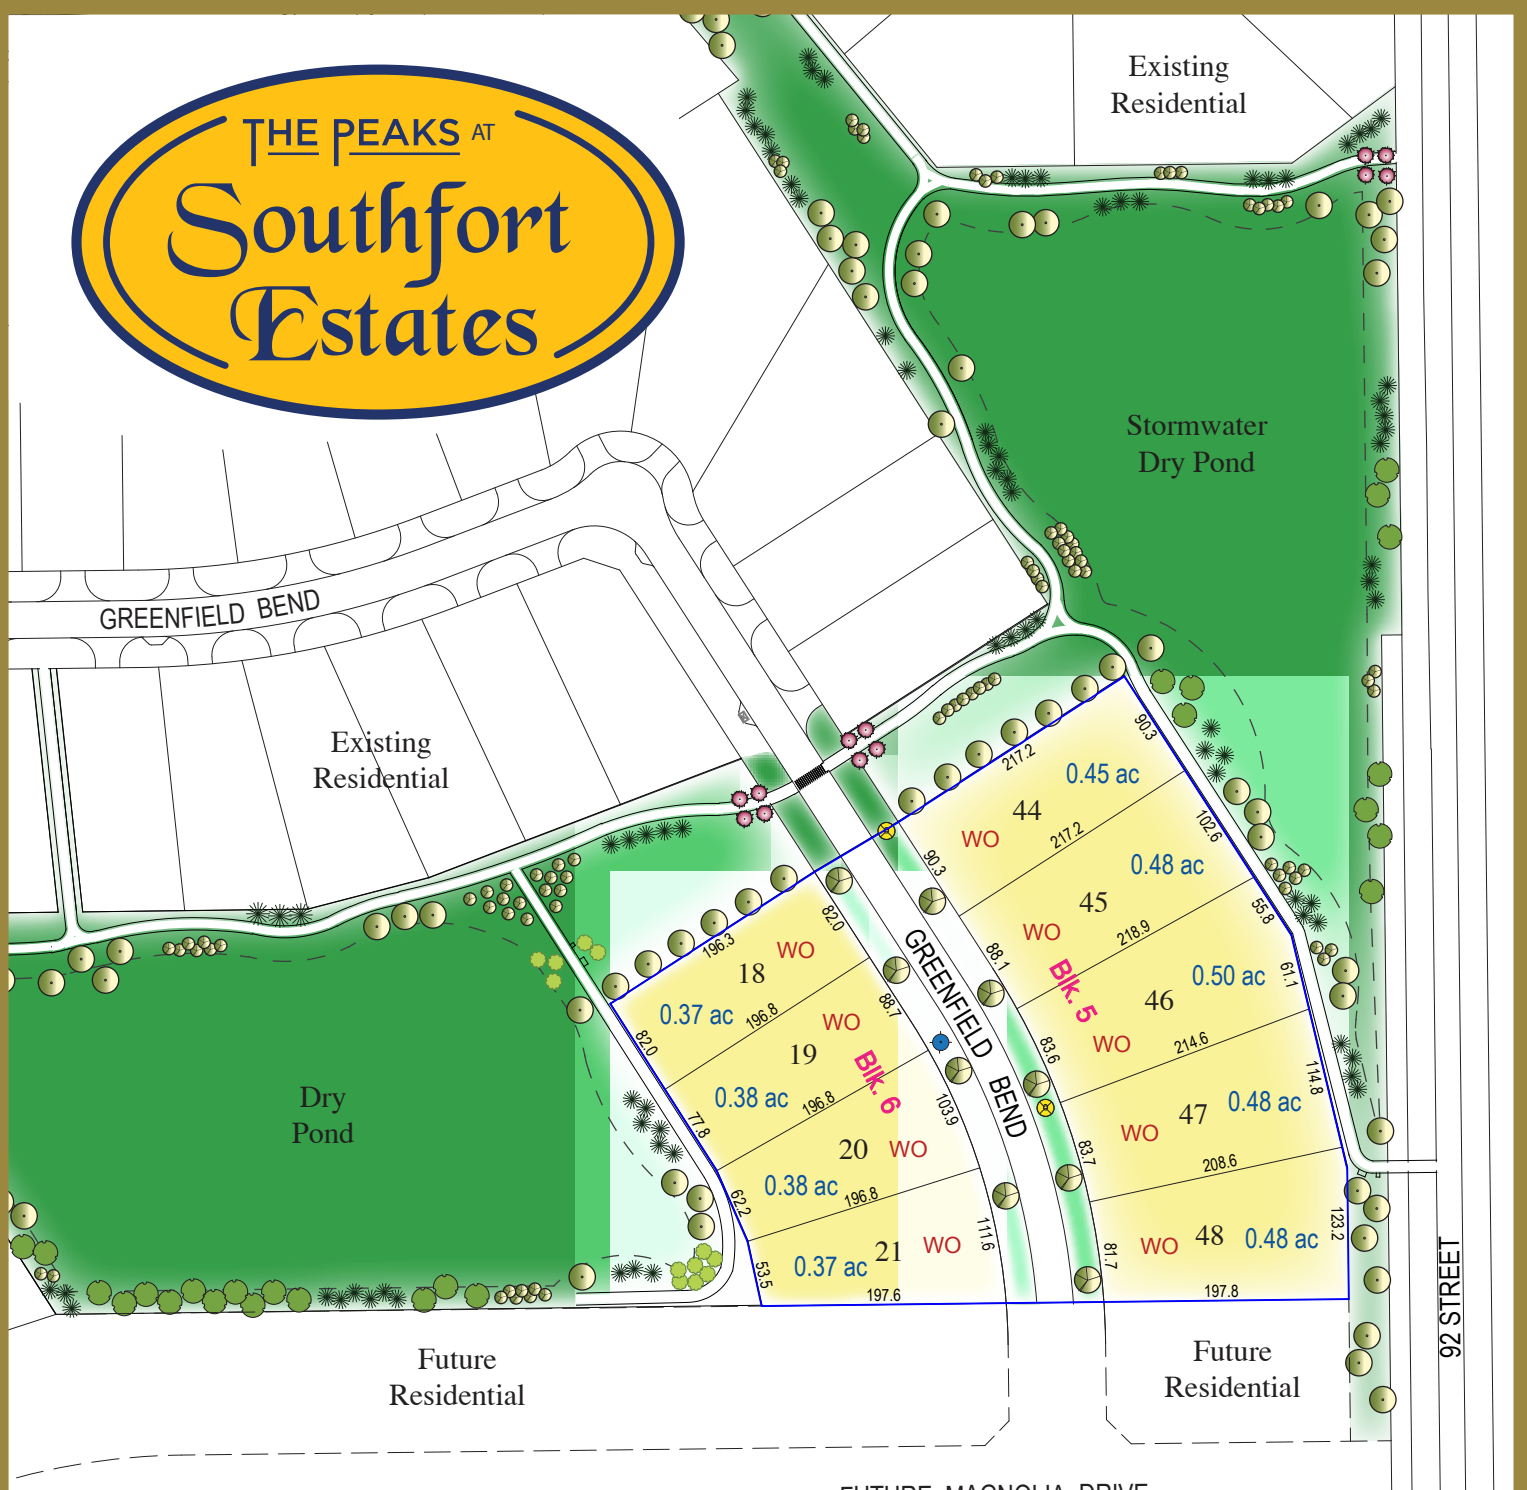 THE PEAKS AT
Southfort
Estates
Existing
Residential
Stormwater
Dry Pond
GREENFIELD BEND
Existing
Residential
90.3
217.2
0.45 ac
44
WO
217.2
102.6
90.3
0.48 ac
45
WO
218.9
55.8
88.1
Blk. 5
0.50 ac
46
WO
61.1
214.6
83.6
114.8
0.48 ac
47
WO
83.7
208.6
123.2
48
0.48 ac
WO
81.7
197.8
GREENFIELD BEND
82.0
196.3
WO
18
0.37 ac
196.8
82.0
88.7
WO
19
Blk. 6
0.38 ac
196.8
77.8
103.9
20
WO
0.38 ac
196.8
62.2
111.6
21
WO
0.37 ac
53.5
197.6
Dry
Pond
Future
Residential
Future
Residential
92 STREET
FUTURE MAGNOLIA DRIVE